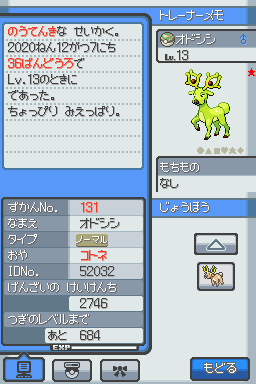 のうてんきな せいかく。
2020ねん12がつ7にち
36ばんどうろで
Lv.13のときに
であった。
ちょっぴり みえっぱり。
トレーナーメモ
オドシシ ♂
Lv.13
もちもの
なし
じょうほう
ずかんNo. 131
なまえ オドシシ
タイプ ノーマル
おや コトネ
IDNo. 52032
げんざいの けいけんち
2746
つぎのレベルまで
あと 684
EXP
もどる